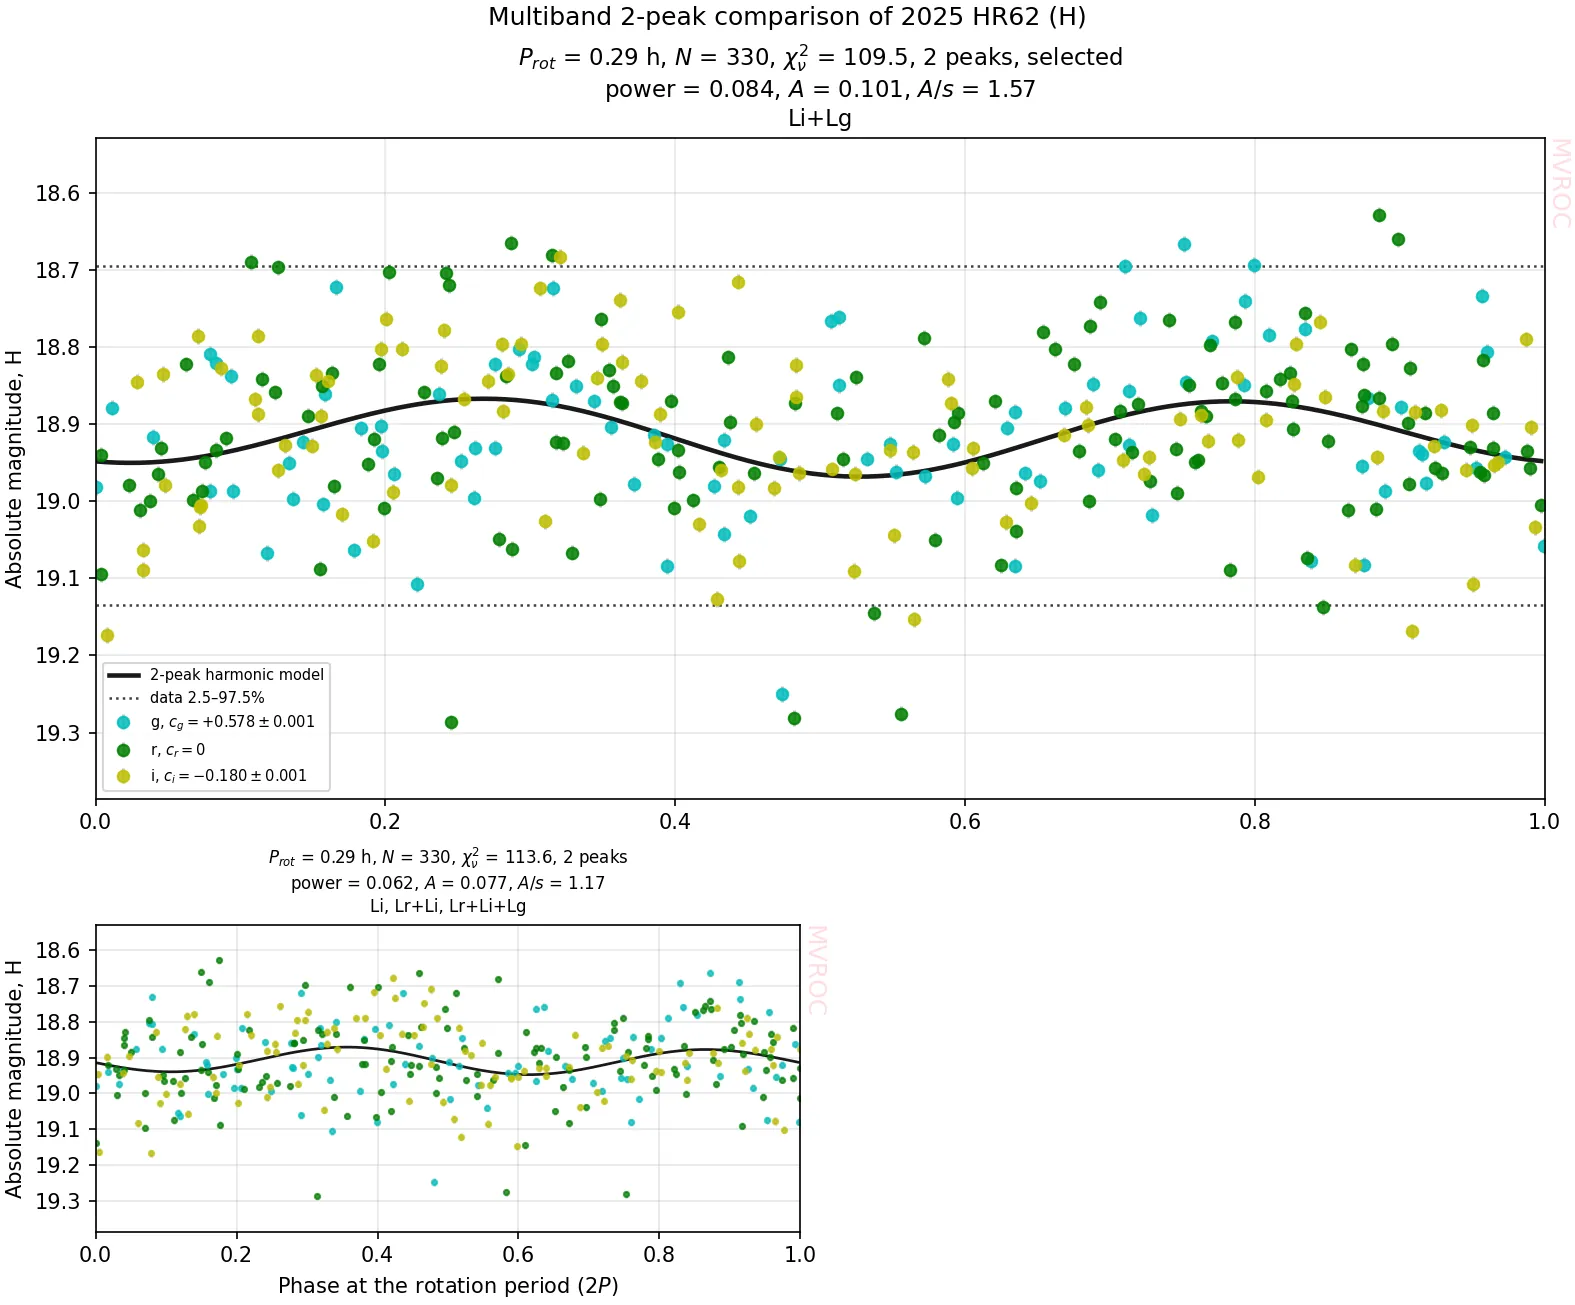 Multiband 2-peak comparison of 2025 HR62 (H)
P_rot = 0.29 h, N = 330, χ²_ν = 109.5, 2 peaks, selected
power = 0.084, A = 0.101, A/s = 1.57
Li+Lg
MVROC
Absolute magnitude, H
18.6
18.7
18.8
18.9
19.0
19.1
19.2
19.3
2-peak harmonic model
data 2.5–97.5%
g, c_g = +0.578 ± 0.001
r, c_r = 0
i, c_i = −0.180 ± 0.001
0.0 0.2 0.4 0.6 0.8 1.0
P_rot = 0.29 h, N = 330, χ²_ν = 113.6, 2 peaks
power = 0.062, A = 0.077, A/s = 1.17
Li, Lr+Li, Lr+Li+Lg
MVROC
Absolute magnitude, H
18.6
18.7
18.8
18.9
19.0
19.1
19.2
19.3
0.0 0.2 0.4 0.6 0.8 1.0
Phase at the rotation period (2P)